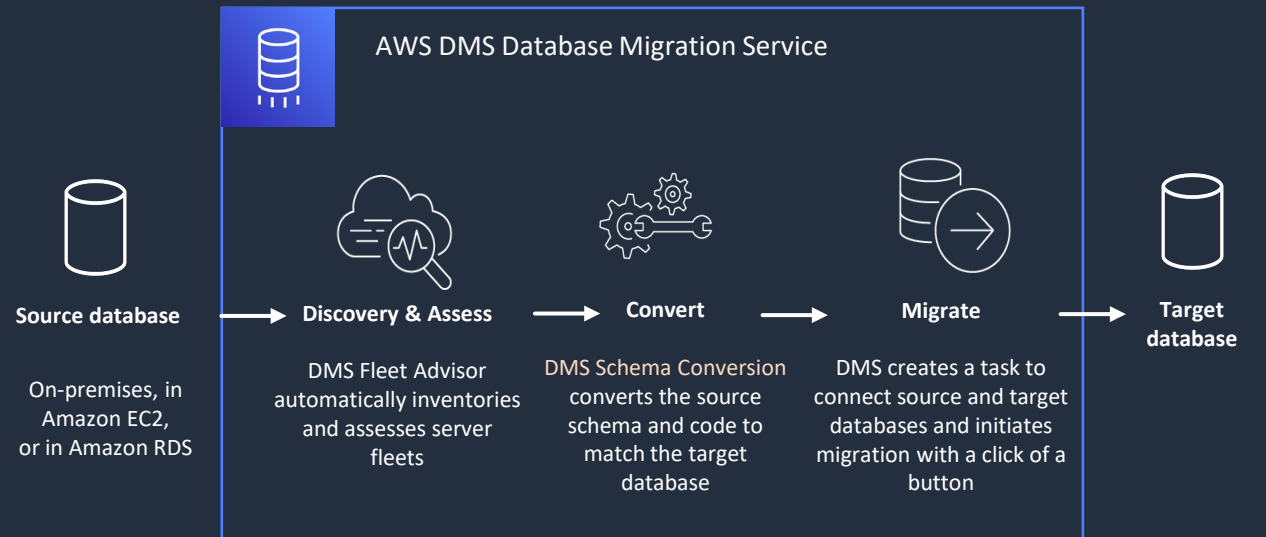 AWS DMS Database Migration Service
Source database
On-premises, in
Amazon EC2,
or in Amazon RDS
Discovery & Assess
DMS Fleet Advisor
automatically inventories
and assesses server
fleets
Convert
DMS Schema Conversion
converts the source
schema and code to
match the target
database
Migrate
DMS creates a task to
connect source and target
databases and initiates
migration with a click of a
button
Target
database